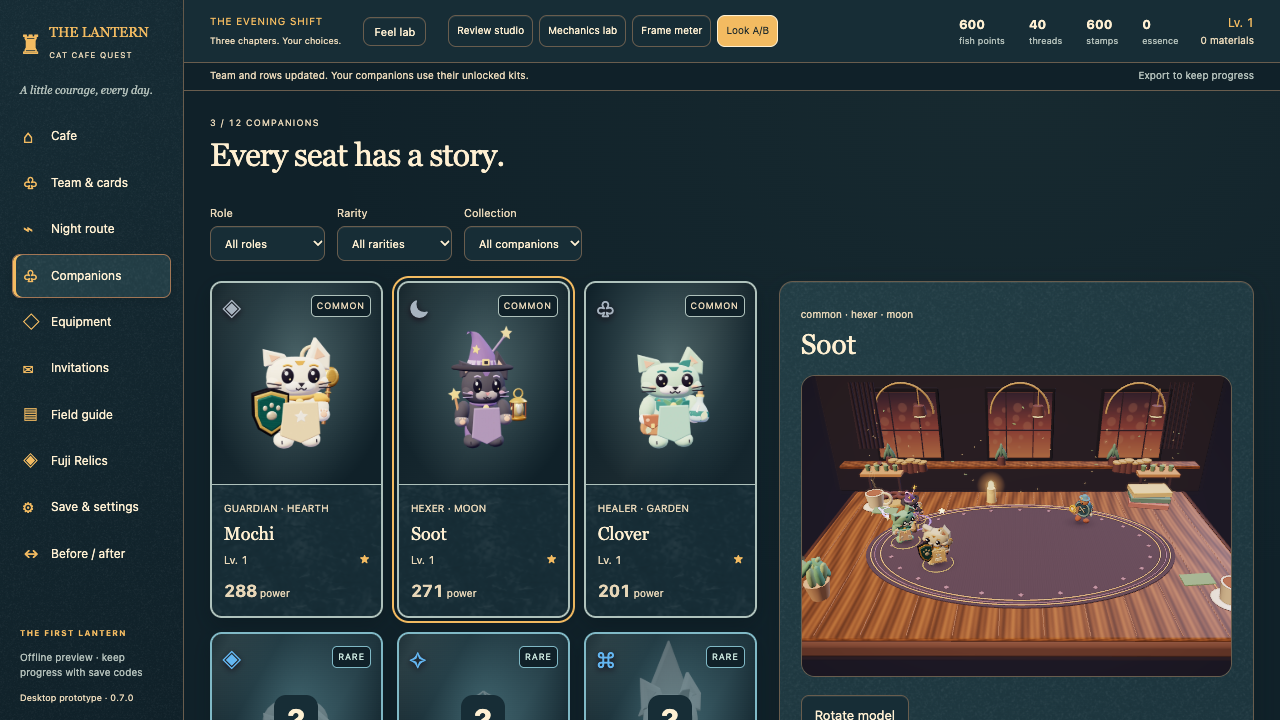 THE LANTERN
CAT CAFE QUEST
A little courage, every day.
Cafe
Team & cards
Night route
Companions
Equipment
Invitations
Field guide
Fuji Relics
Save & settings
Before / after
THE FIRST LANTERN
Offline preview · keep
progress with save codes
Desktop prototype · 0.7.0
THE EVENING SHIFT
Three chapters. Your choices.
Feel lab
Review studio
Mechanics lab
Frame meter
Look A/B
600
fish points
40
threads
600
stamps
0
essence
Lv. 1
0 materials
Team and rows updated. Your companions use their unlocked kits.
Export to keep progress
3 / 12 COMPANIONS
Every seat has a story.
Role
All roles
Rarity
All rarities
Collection
All companions
COMMON
GUARDIAN · HEARTH
Mochi
Lv. 1
288 power
COMMON
HEXER · MOON
Soot
Lv. 1
271 power
COMMON
HEALER · GARDEN
Clover
Lv. 1
201 power
RARE
?
RARE
?
RARE
?
common · hexer · moon
Soot
Rotate model